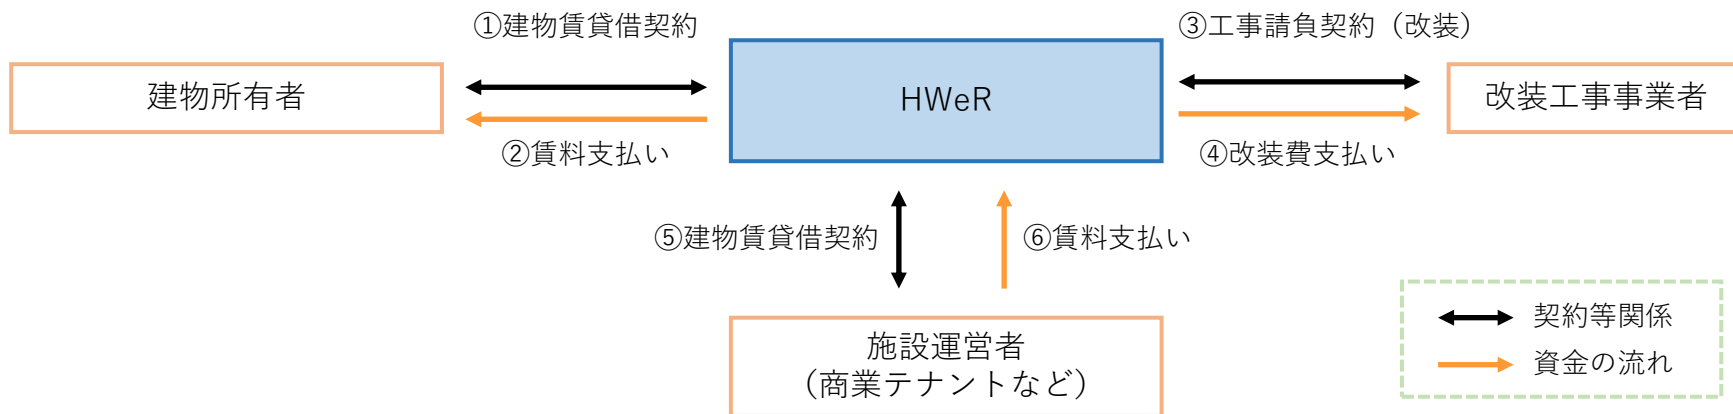 ①建物賃貸借契約
③工事請負契約（改装）
建物所有者
HWeR
改装工事事業者
②賃料支払い
④改装費支払い
⑤建物賃貸借契約
⑥賃料支払い
施設運営者
（商業テナントなど）
契約等関係
資金の流れ